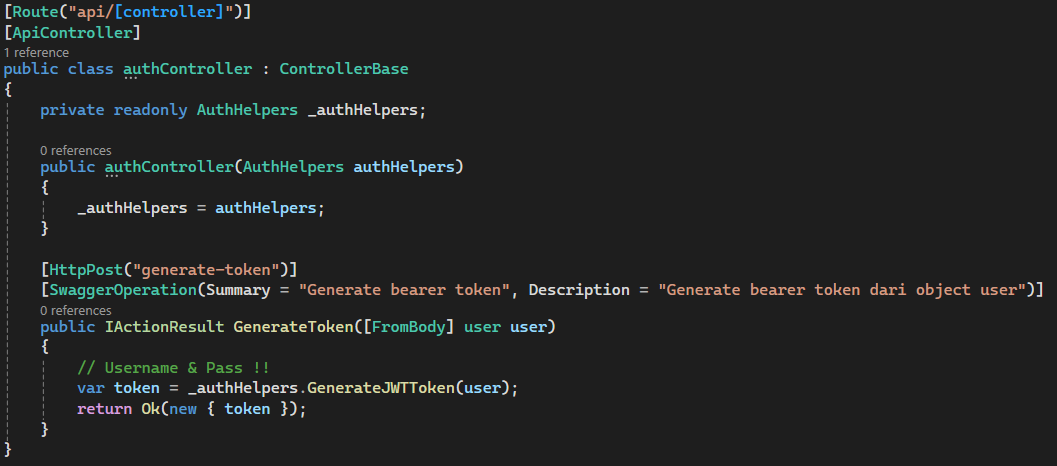 [Route("api/[controller]")]
[ApiController]
1 reference
public class authController : ControllerBase
{
    private readonly AuthHelpers _authHelpers;
    0 references
    public authController(AuthHelpers authHelpers)
    {
        _authHelpers = authHelpers;
    }
    [HttpPost("generate-token")]
    [SwaggerOperation(Summary = "Generate bearer token", Description = "Generate bearer token dari object user")]
    0 references
    public IActionResult GenerateToken([FromBody] user user)
    {
        // Username & Pass !!
        var token = _authHelpers.GenerateJWTToken(user);
        return Ok(new { token });
    }
}